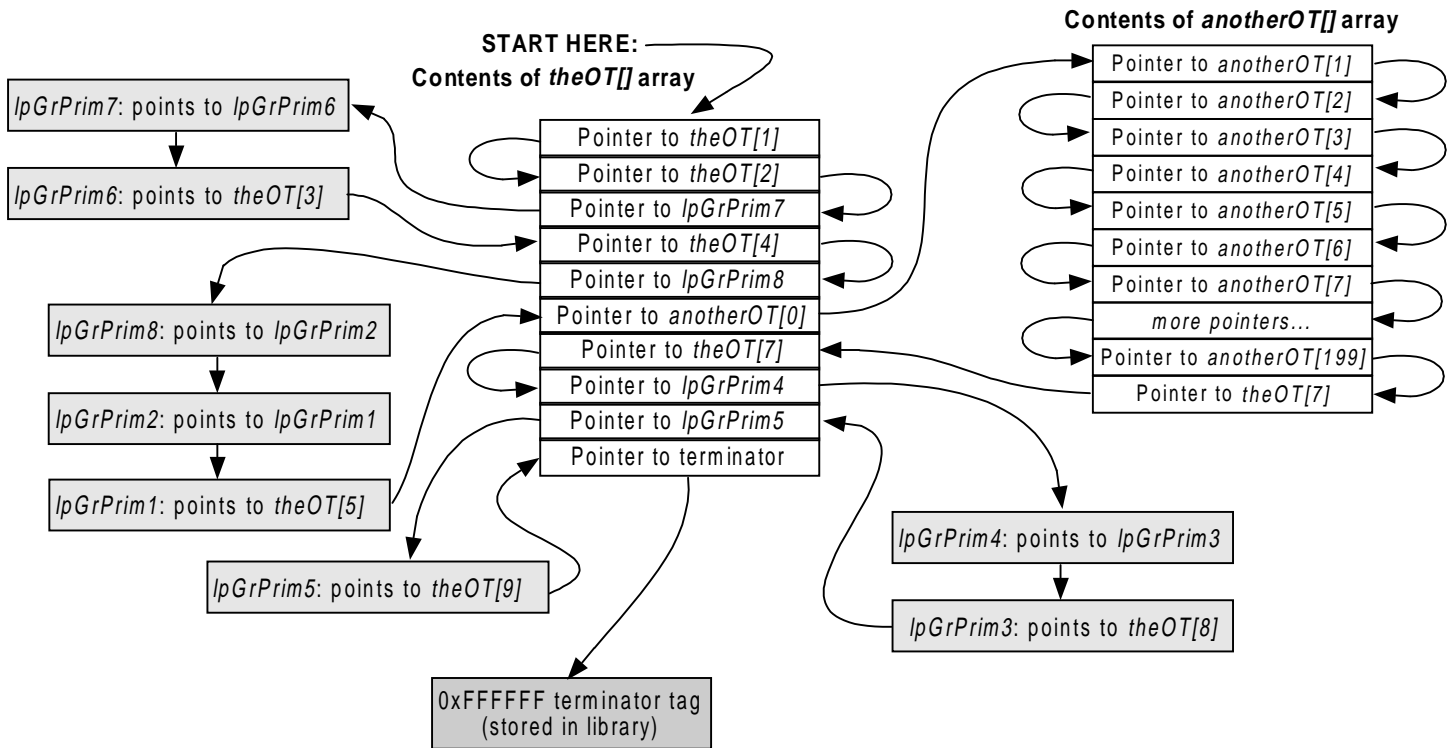 START HERE:
Contents of theOT[] array
Pointer to theOT[1]
Pointer to theOT[2]
Pointer to lpGrPrim7
Pointer to theOT[4]
Pointer to lpGrPrim8
Pointer to anotherOT[0]
Pointer to theOT[7]
Pointer to lpGrPrim4
Pointer to lpGrPrim5
Pointer to terminator
lpGrPrim7: points to lpGrPrim6
lpGrPrim6: points to theOT[3]
lpGrPrim8: points to lpGrPrim2
lpGrPrim2: points to lpGrPrim1
lpGrPrim1: points to theOT[5]
lpGrPrim5: points to theOT[9]
Contents of anotherOT[] array
Pointer to anotherOT[1]
Pointer to anotherOT[2]
Pointer to anotherOT[3]
Pointer to anotherOT[4]
Pointer to anotherOT[5]
Pointer to anotherOT[6]
Pointer to anotherOT[7]
more pointers...
Pointer to anotherOT[199]
Pointer to theOT[7]
lpGrPrim4: points to lpGrPrim3
lpGrPrim3: points to theOT[8]
0xFFFFFF terminator tag
(stored in library)